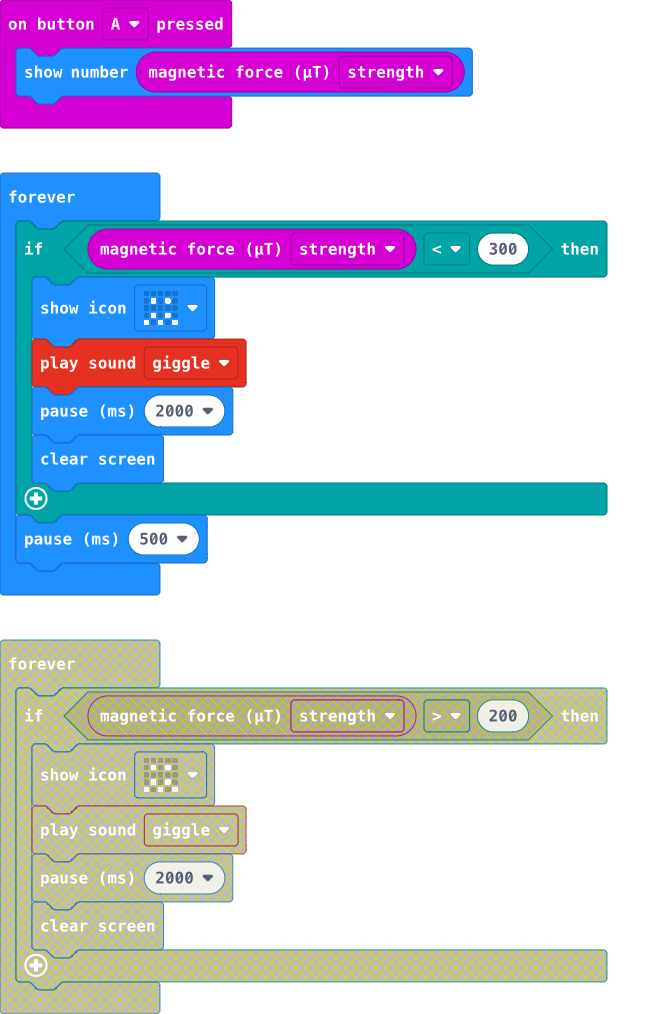 on button A pressed
show number magnetic force (µT) strength
forever
if magnetic force (µT) strength < 300 then
show icon
play sound giggle
pause (ms) 2000
clear screen
pause (ms) 500
forever
if magnetic force (µT) strength > 200 then
show icon
play sound giggle
pause (ms) 2000
clear screen